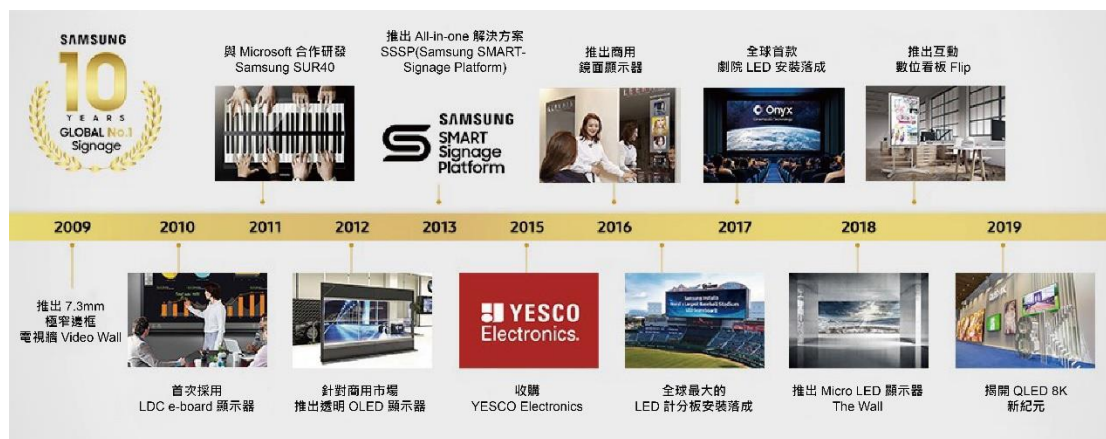 SAMSUNG
10
YEARS
GLOBAL No.1
Signage
與 Microsoft 合作研發
Samsung SUR40
推出 All-in-one 解決方案
SSSP(Samsung SMART-
Signage Platform)
SAMSUNG
SMART
Signage
Platform
推出商用
鏡面顯示器
全球首款
劇院 LED 安裝落成
Onyx
推出互動
數位看板 Flip
2009
2010
2011
2012
2013
2015
2016
2017
2018
2019
推出 7.3mm
極窄邊框
電視牆 Video Wall
首次採用
LDC e-board 顯示器
針對商用市場
推出透明 OLED 顯示器
YESCO
Electronics.
收購
YESCO Electronics
全球最大的
LED 計分板安裝落成
推出 Micro LED 顯示器
The Wall
揭開 QLED 8K
新紀元